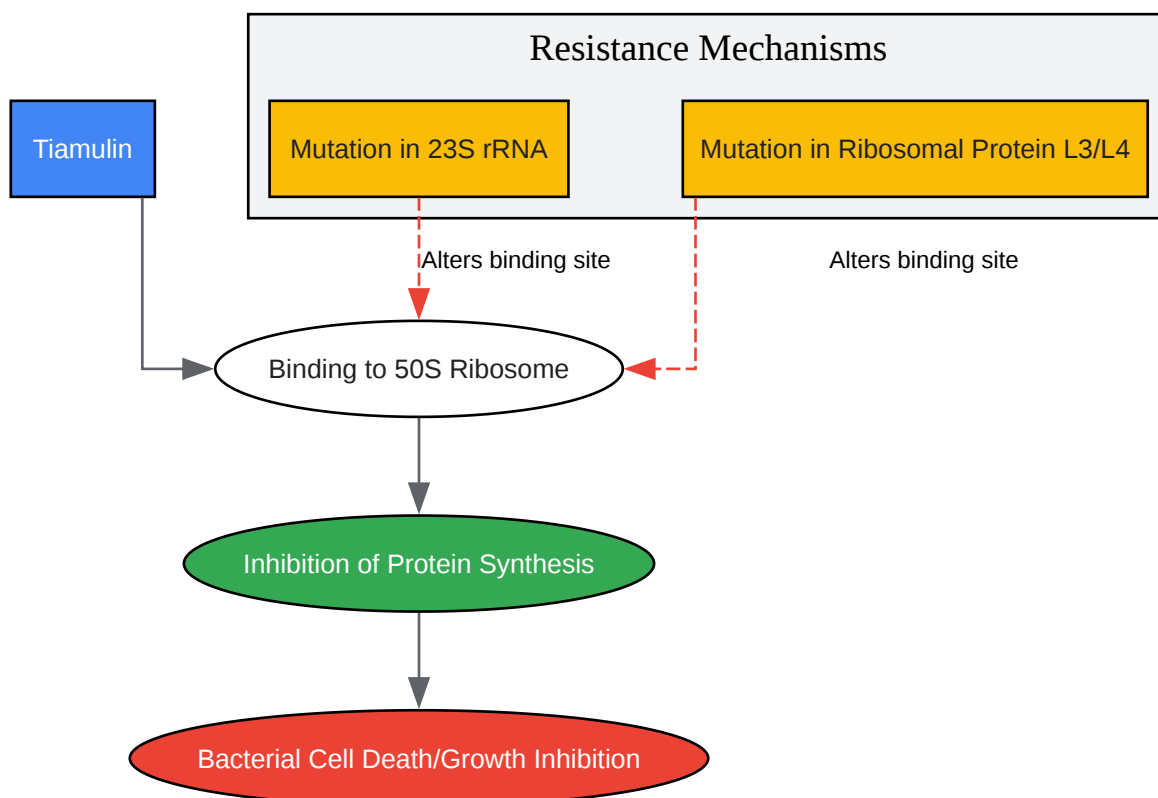 Resistance Mechanisms
Tiamulin
Mutation in 23S rRNA
Mutation in Ribosomal Protein L3/L4
Alters binding site
Alters binding site
Binding to 50S Ribosome
Inhibition of Protein Synthesis
Bacterial Cell Death/Growth Inhibition